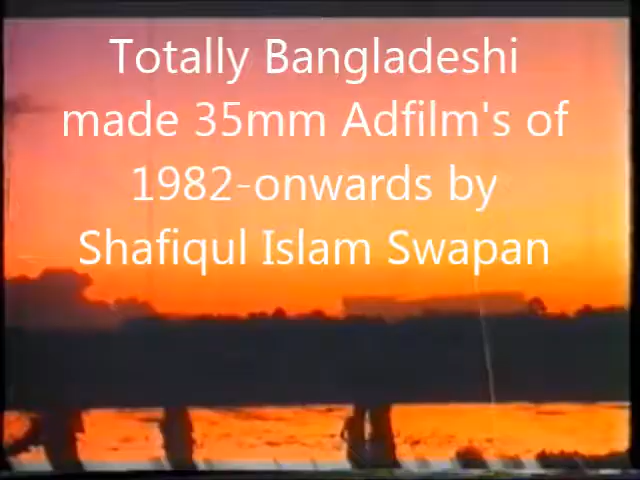 Totally Bangladeshi
made 35mm Adfilm's of
1982-onwards by
Shafiqul Islam Swapan